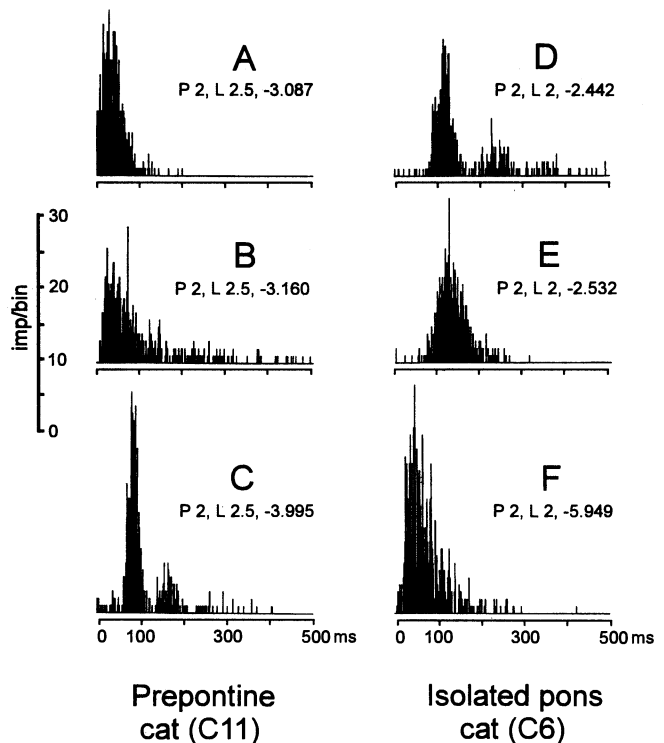 A
P 2, L 2.5, -3.087
D
P 2, L 2, -2.442
30
20
10
0
imp/bin
B
P 2, L 2.5, -3.160
E
P 2, L 2, -2.532
C
P 2, L 2.5, -3.995
F
P 2, L 2, -5.949
0 100 300 500 ms
0 100 300 500 ms
Prepontine
cat (C11)
Isolated pons
cat (C6)